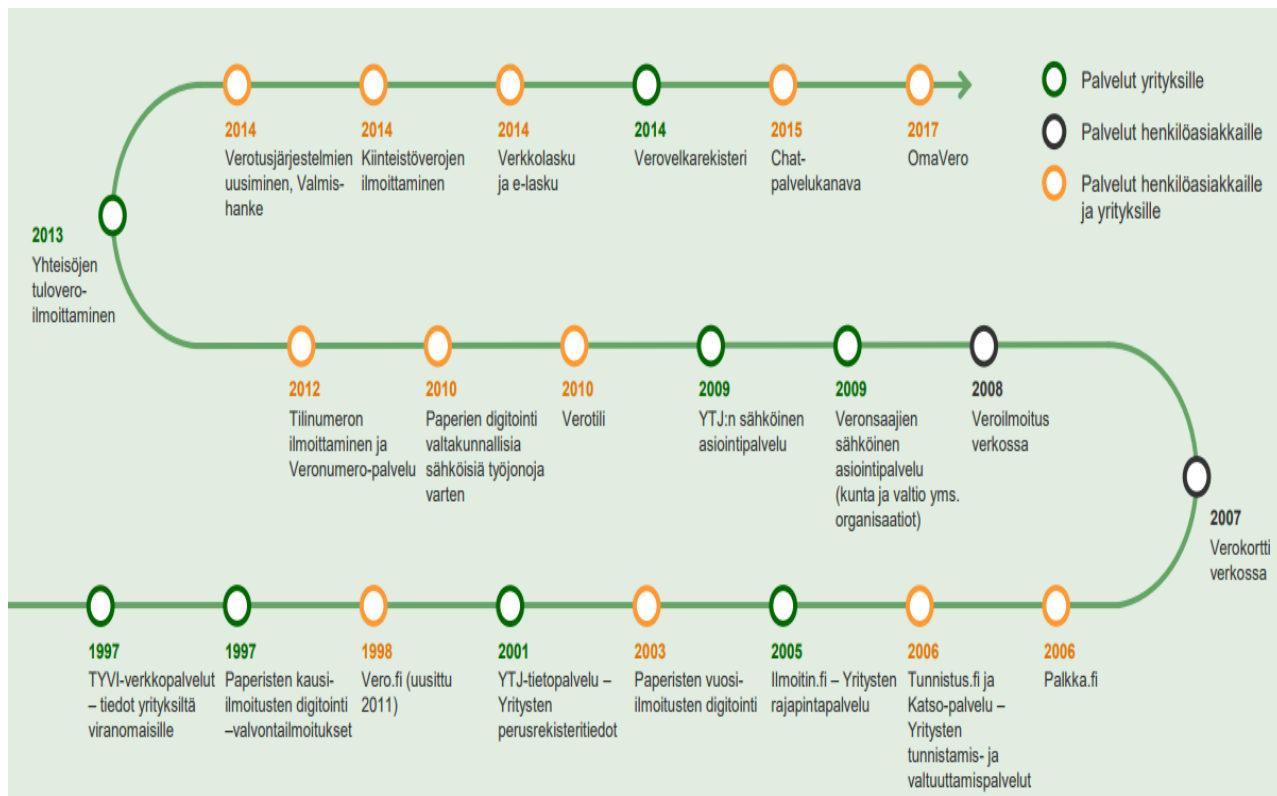 2014
Verotusjärjestelmien
uusiminen, Valmis-
hanke
2014
Kiinteistöverojen
ilmoittaminen
2014
Verkkolasku
ja e-lasku
2014
Verovelkarekisteri
2015
Chat-
palvelukanava
2017
OmaVero
Palvelut yrityksille
Palvelut henkilöasiakkaille
Palvelut henkilöasiakkaille
ja yrityksille
2013
Yhteisöjen
tulovero-
ilmoittaminen
2012
Tilinumeron
ilmoittaminen ja
Veronumero-palvelu
2010
Paperien digitointi
valtakunnallisia
sähköisiä työjonoja
varten
2010
Verotili
2009
YTJ:n sähköinen
asiointipalvelu
2009
Veronsaajien
sähköinen
asiointipalvelu
(kunta ja valtio yms.
organisaatiot)
2008
Veroilmoitus
verkossa
2007
Verokortti
verkossa
1997
TYVI-verkkopalvelut
– tiedot yrityksiltä
viranomaisille
1997
Paperisten kausi-
ilmoitusten digitointi
–valvontailmoitukset
1998
Vero.fi (uusittu
2011)
2001
YTJ-tietopalvelu –
Yritysten
perusrekisteritiedot
2003
Paperisten vuosi-
ilmoitusten digitointi
2005
Ilmoitin.fi – Yritysten
rajapintapalvelu
2006
Tunnistus.fi ja
Katso-palvelu –
Yritysten
tunnistamis- ja
valtuuttamispalvelut
2006
Palkka.fi